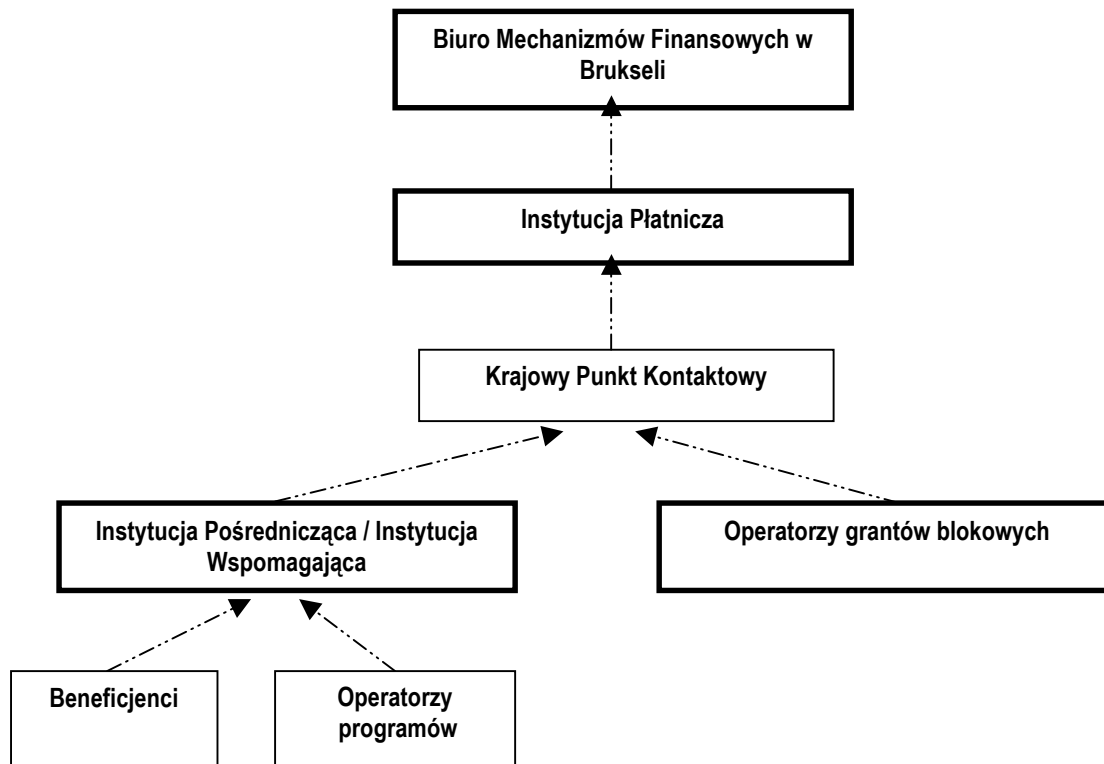 Biuro Mechanizmów Finansowych w
Brukseli
Instytucja Płatnicza
Krajowy Punkt Kontaktowy
Instytucja Pośrednicząca / Instytucja
Wspomagająca
Operatorzy grantów blokowych
Beneficjenci
Operatorzy
programów